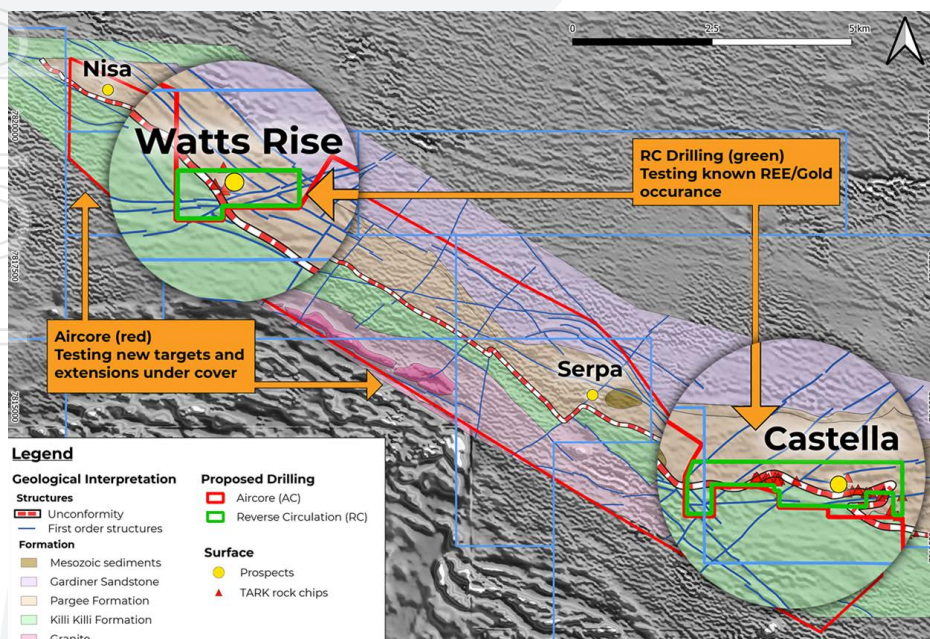 0
2.5
5 km
Nisa
Watts Rise
RC Drilling (green)
Testing known REE/Gold
occurance
Aircore (red)
Testing new targets and
extensions under cover
Serpa
Castella
Legend
Geological Interpretation
Structures
Unconformity
First order structures
Formation
Mesozoic sediments
Gardiner Sandstone
Pargee Formation
Killi Killi Formation
Granite
Proposed Drilling
Aircore (AC)
Reverse Circulation (RC)
Surface
Prospects
TARK rock chips